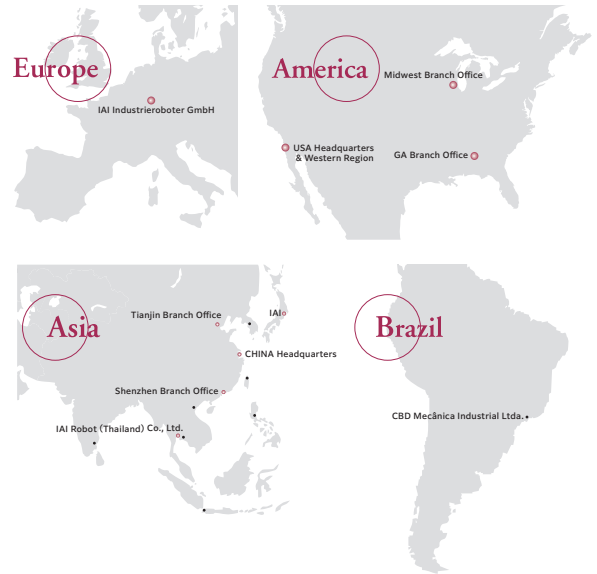 Europe
IAI Industrieroboter GmbH
America
Midwest Branch Office
USA Headquarters
& Western Region
GA Branch Office
Asia
Tianjin Branch Office
IAI
CHINA Headquarters
Shenzhen Branch Office
IAI Robot (Thailand) Co., Ltd.
Brazil
CBD Mecânica Industrial Ltda.